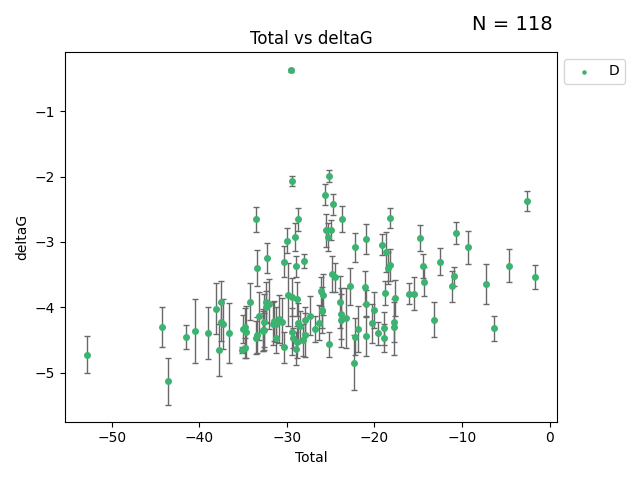 N = 118
Total vs deltaG
D
−1
−2
−3
−4
−5
deltaG
−50
−40
−30
−20
−10
0
Total